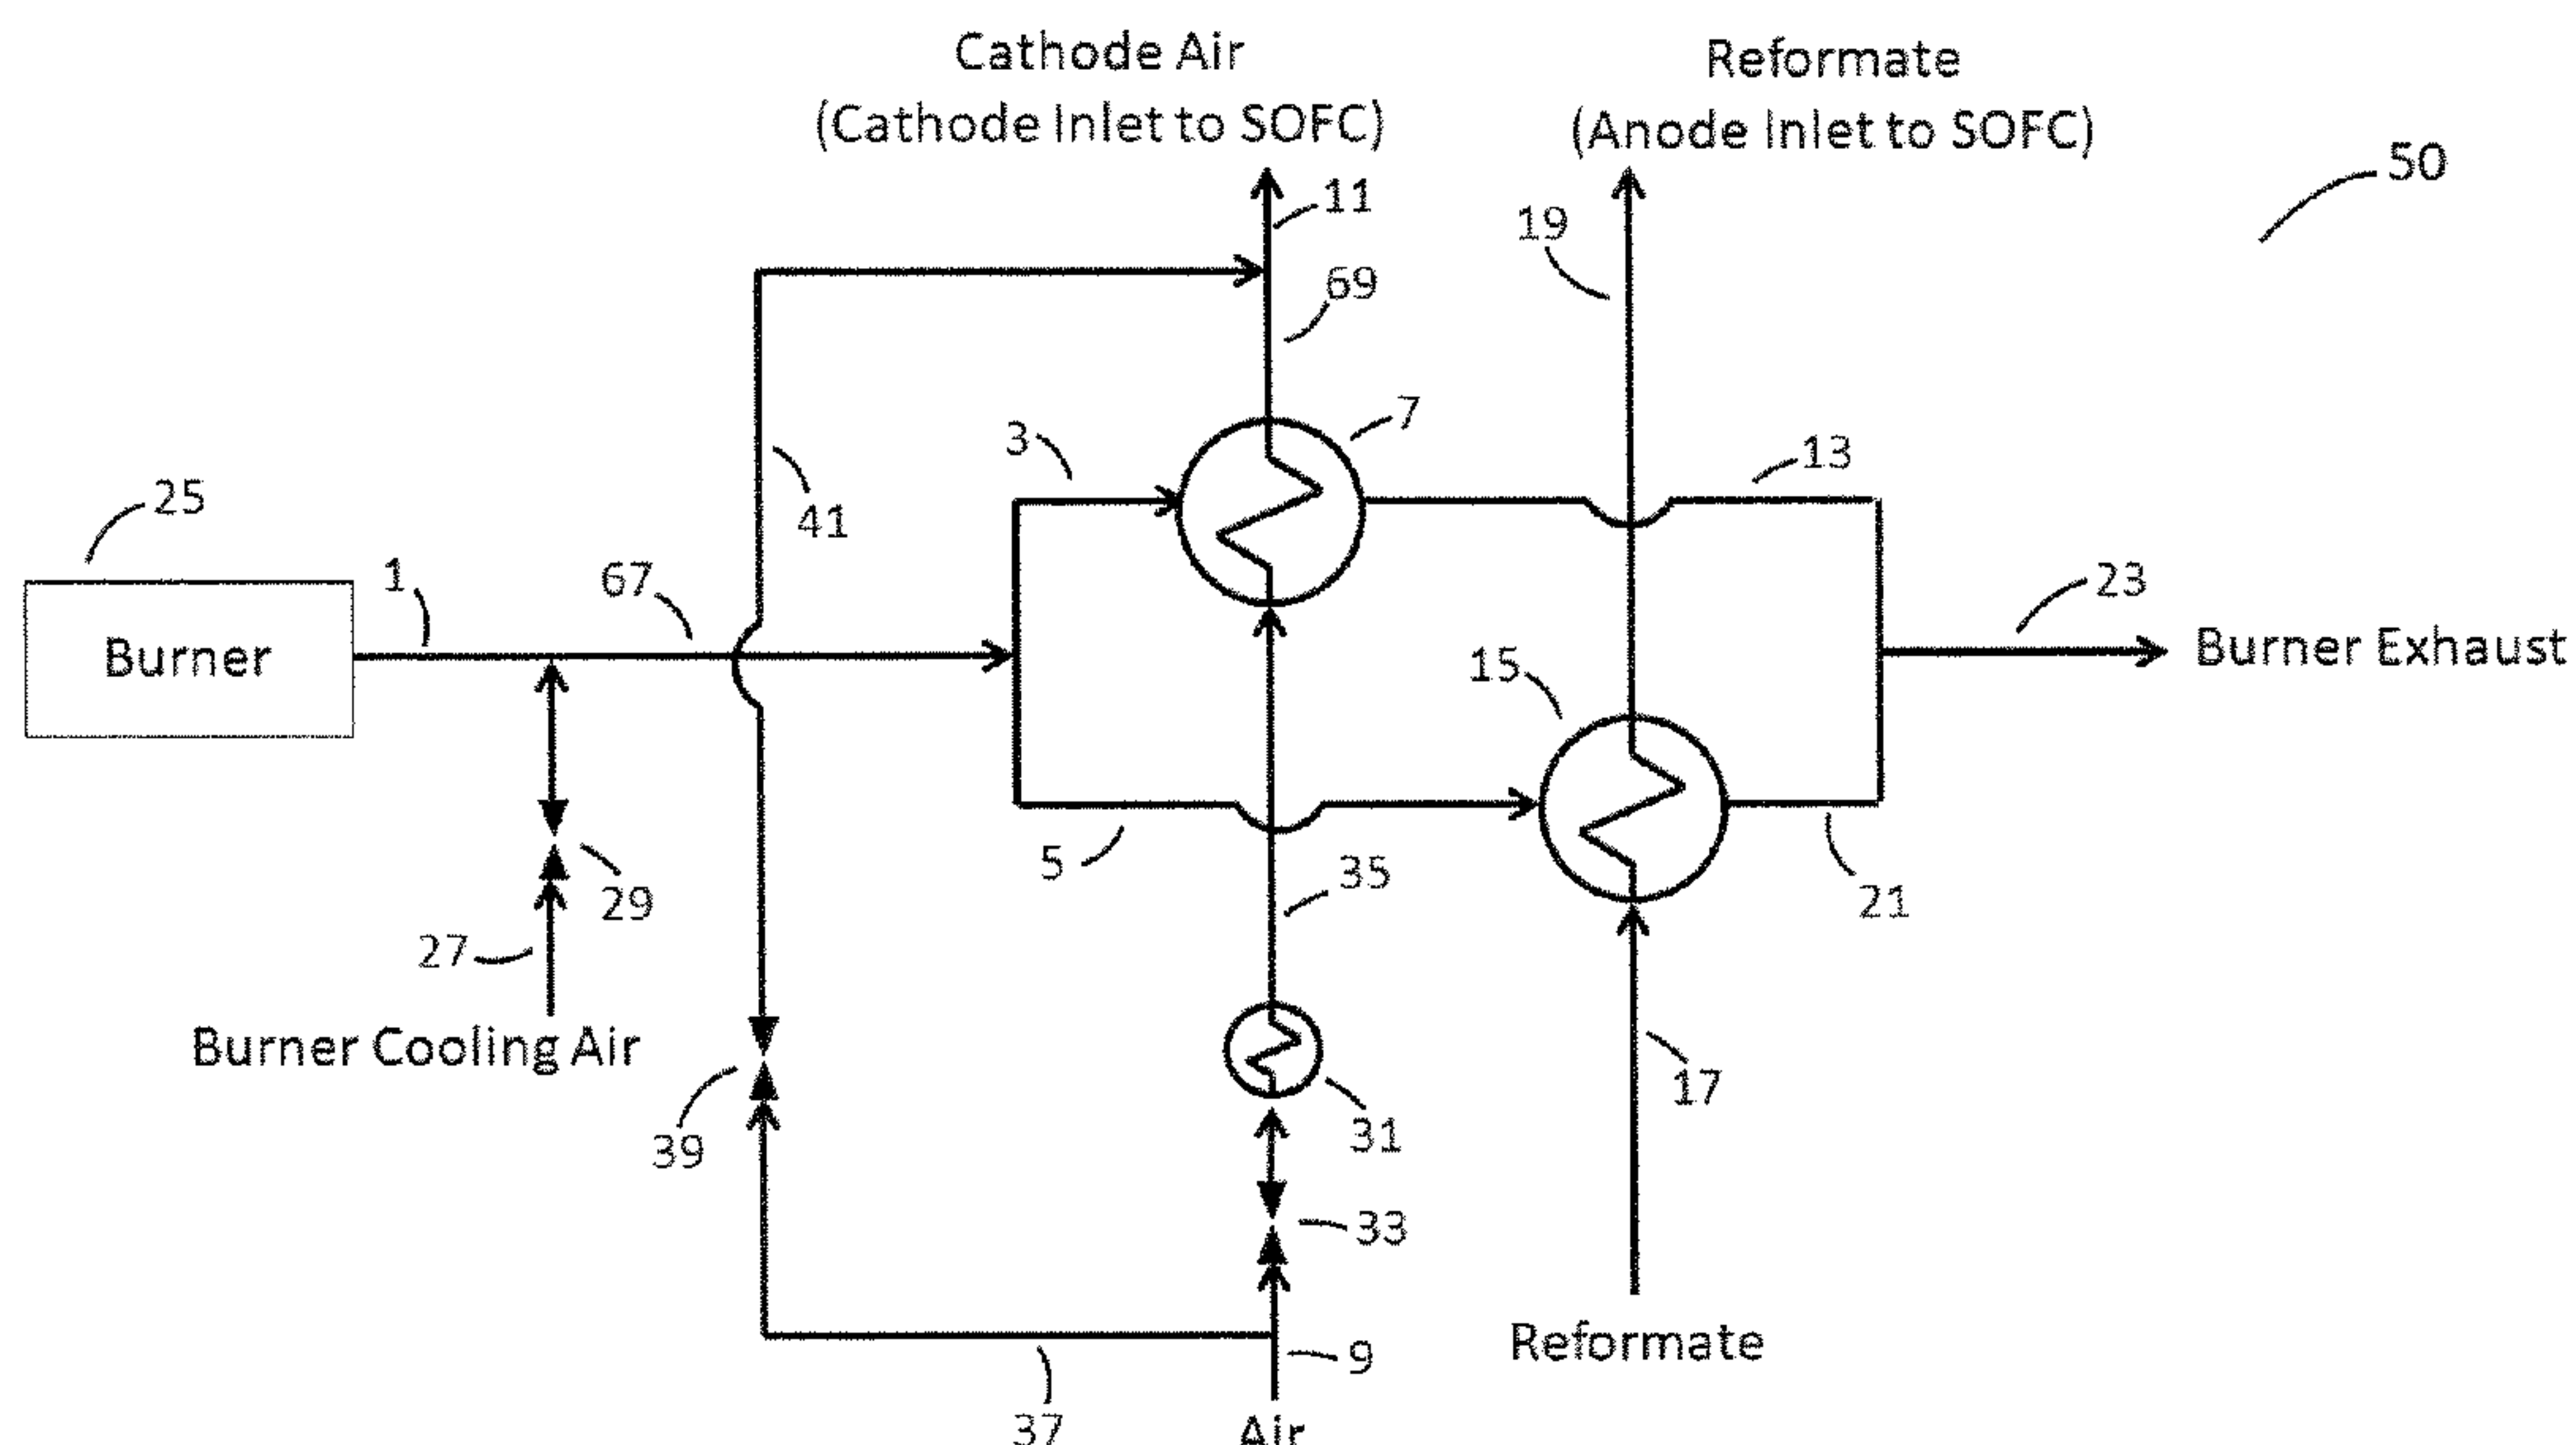 Cathode Air
(Cathode Inlet to SOFC)
Reformate
(Anode Inlet to SOFC)
50
11
19
69
7
3
13
25
41
1
67
23
Burner
Burner Exhaust
15
5
35
29
21
27
Burner Cooling Air
17
39
31
33
Reformate
9
37
Air